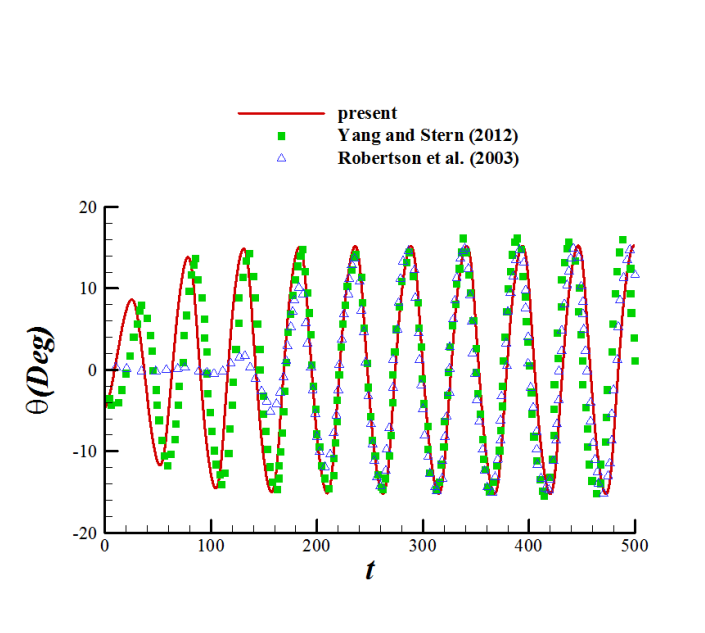 present
Yang and Stern (2012)
Robertson et al. (2003)
20
10
0
-10
-20
θ(Deg)
0 100 200 300 400 500
t